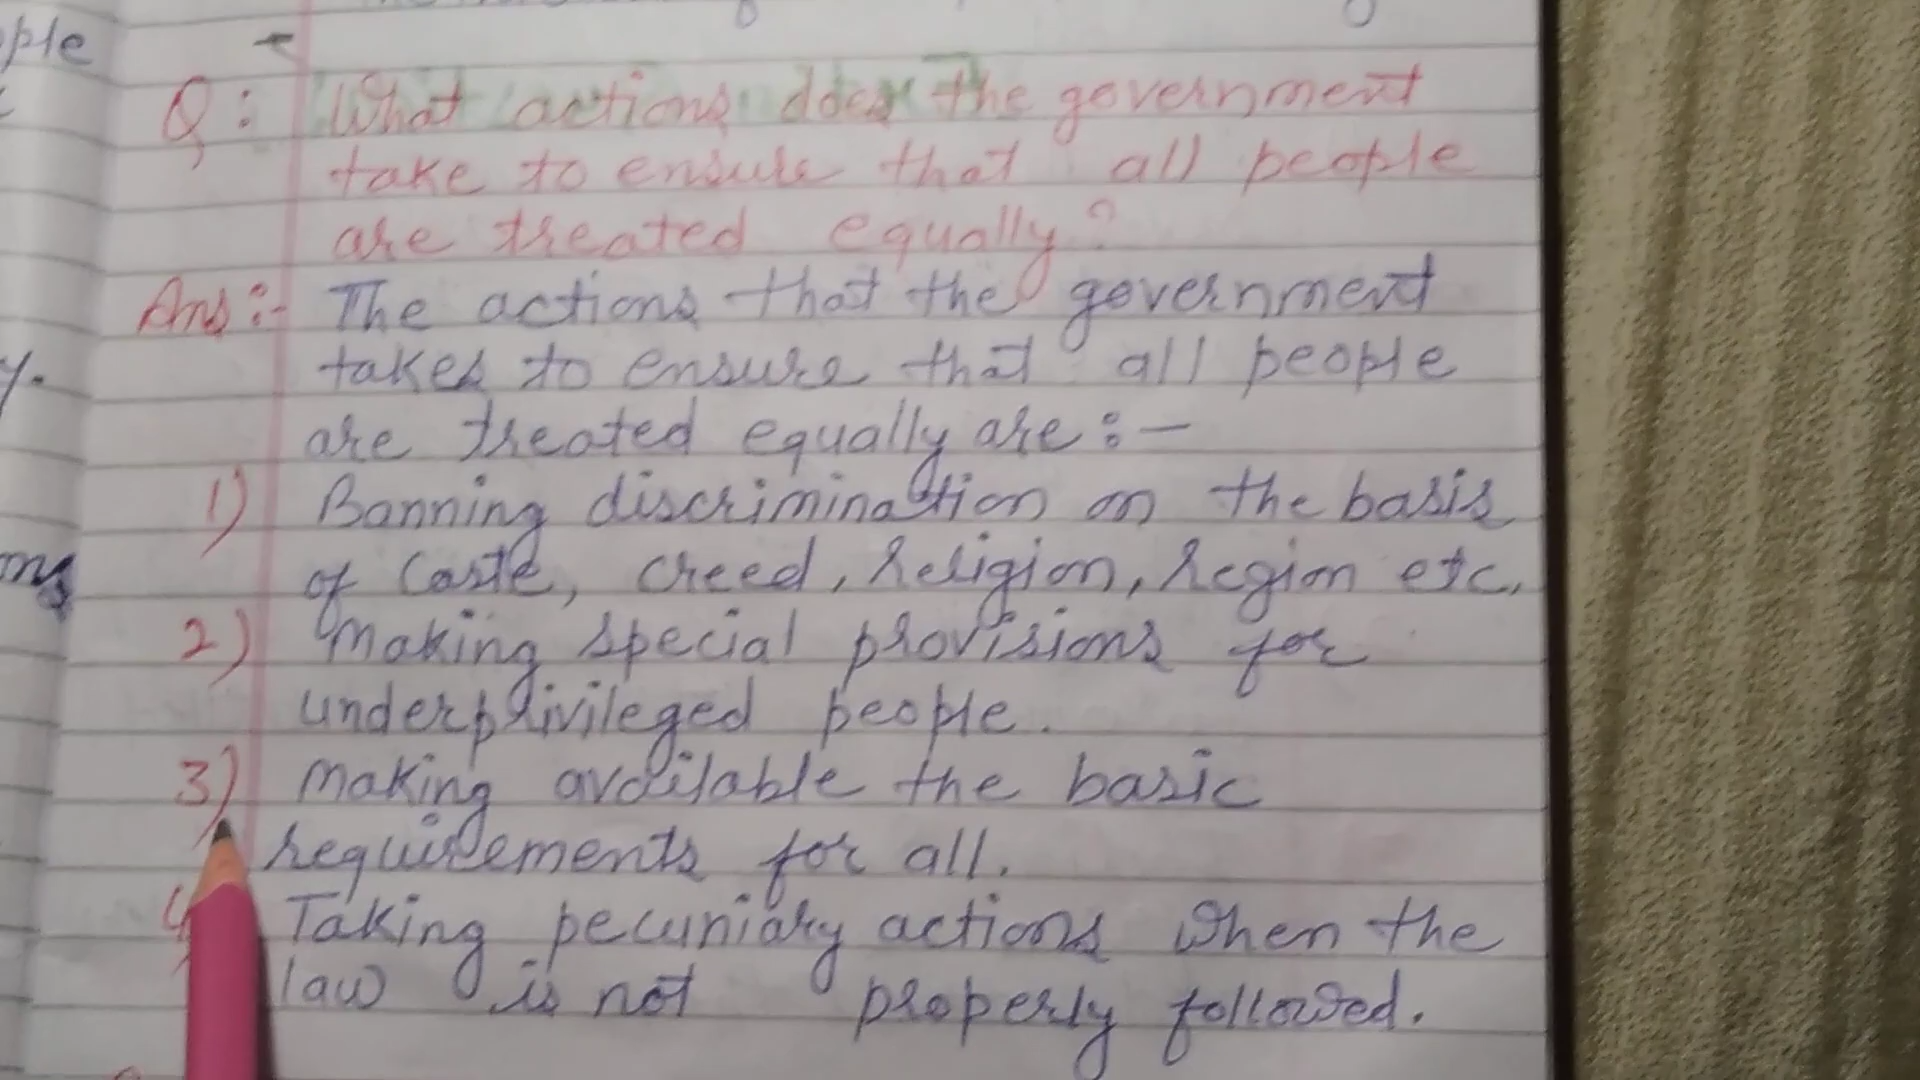 ple
Q: What actions does the government
take to ensure that all people
are treated equally?
Ans:- The actions that the government
takes to ensure that all people
are treated equally are:-
1) Banning discrimination on the basis
of Caste, creed, religion, region etc.
2) Making special provisions for
underprivileged people.
3) Making available the basic
requirements for all.
4) Taking pecuniary actions when the
law is not properly followed.